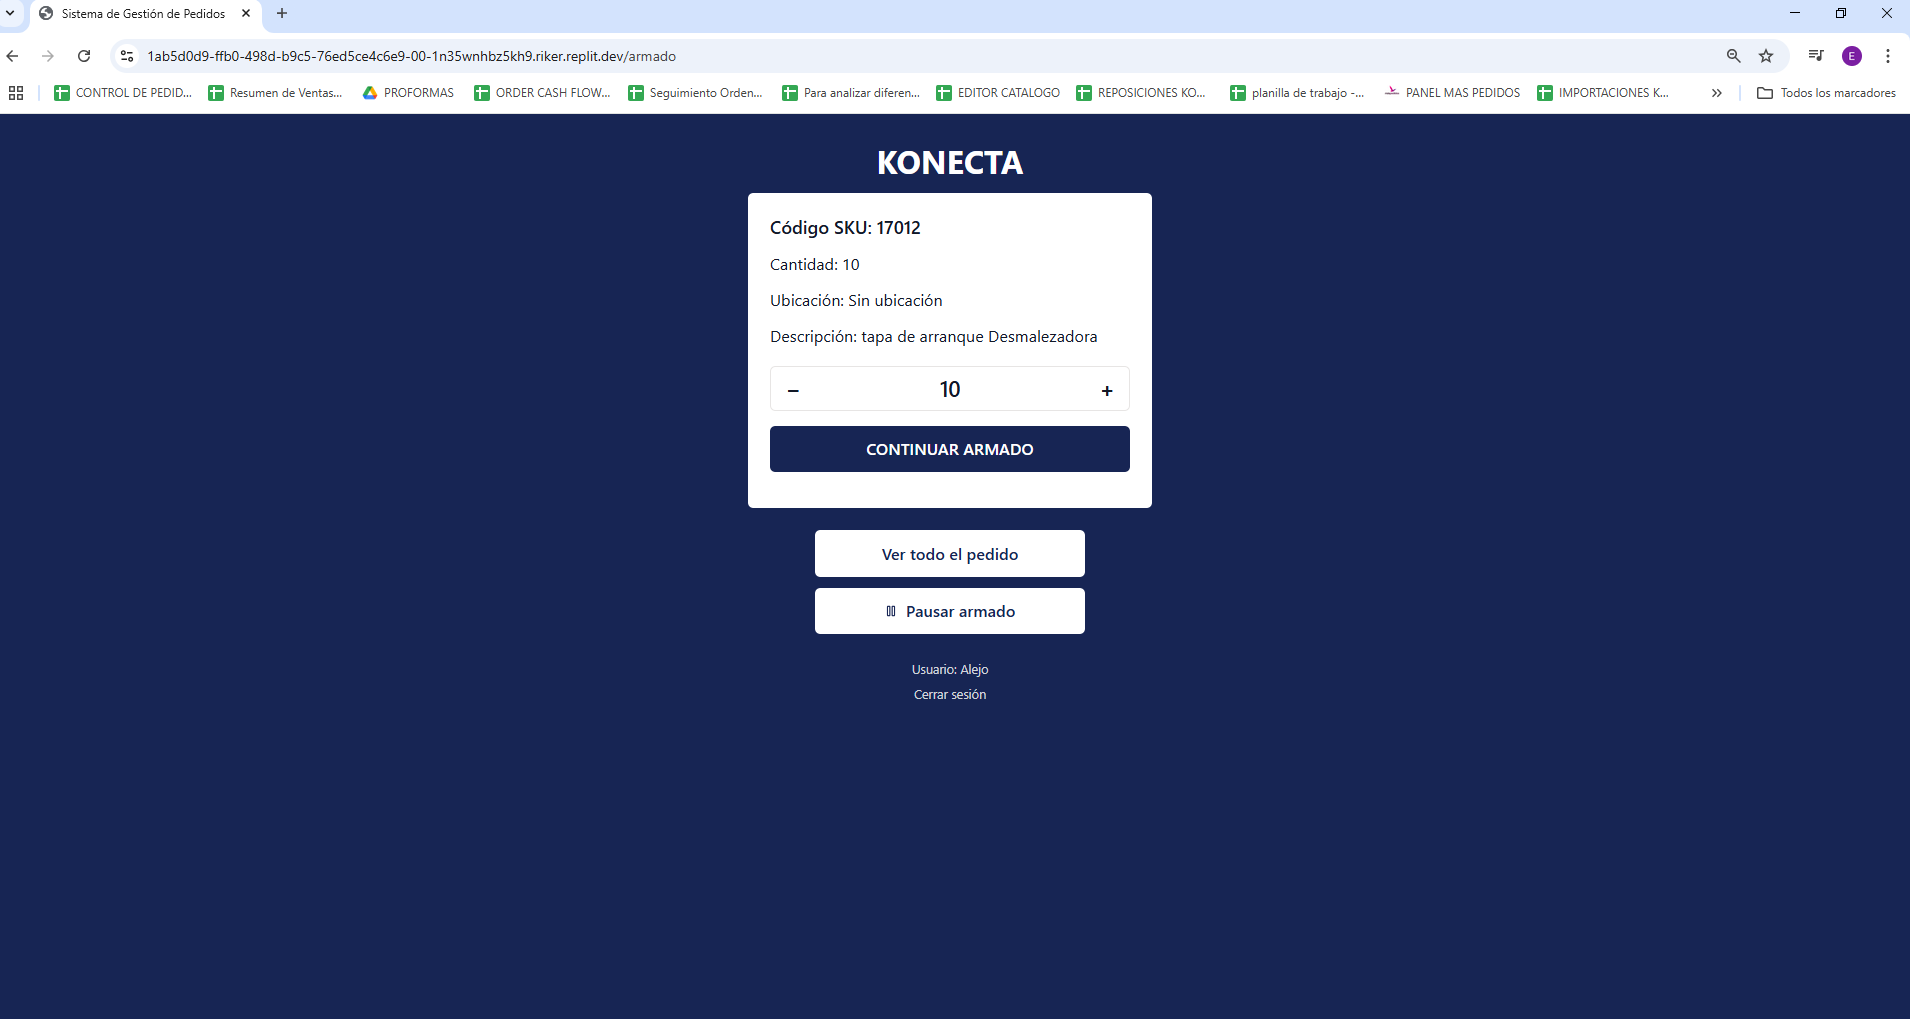 Sistema de Gestión de Pedidos
1ab5d0d9-ffb0-498d-b9c5-76ed5ce4c6e9-00-1n35wnhbz5kh9.riker.replit.dev/armado
E
CONTROL DE PEDID...
Resumen de Ventas...
PROFORMAS
ORDER CASH FLOW...
Seguimiento Orden...
Para analizar diferen...
EDITOR CATALOGO
REPOSICIONES KO...
planilla de trabajo -...
PANEL MAS PEDIDOS
IMPORTACIONES K...
Todos los marcadores
KONECTA
Código SKU: 17012
Cantidad: 10
Ubicación: Sin ubicación
Descripción: tapa de arranque Desmalezadora
− 10 +
CONTINUAR ARMADO
Ver todo el pedido
Pausar armado
Usuario: Alejo
Cerrar sesión